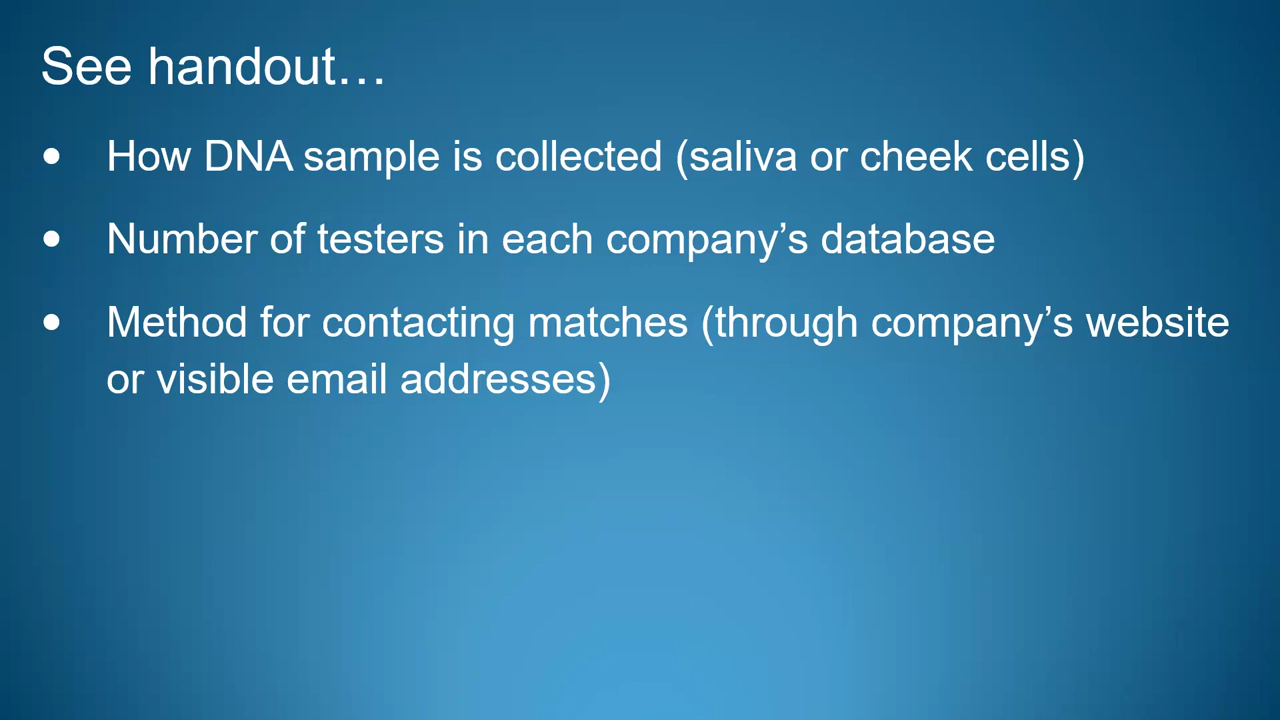 See handout…
● How DNA sample is collected (saliva or cheek cells)
● Number of testers in each company’s database
● Method for contacting matches (through company’s website
or visible email addresses)